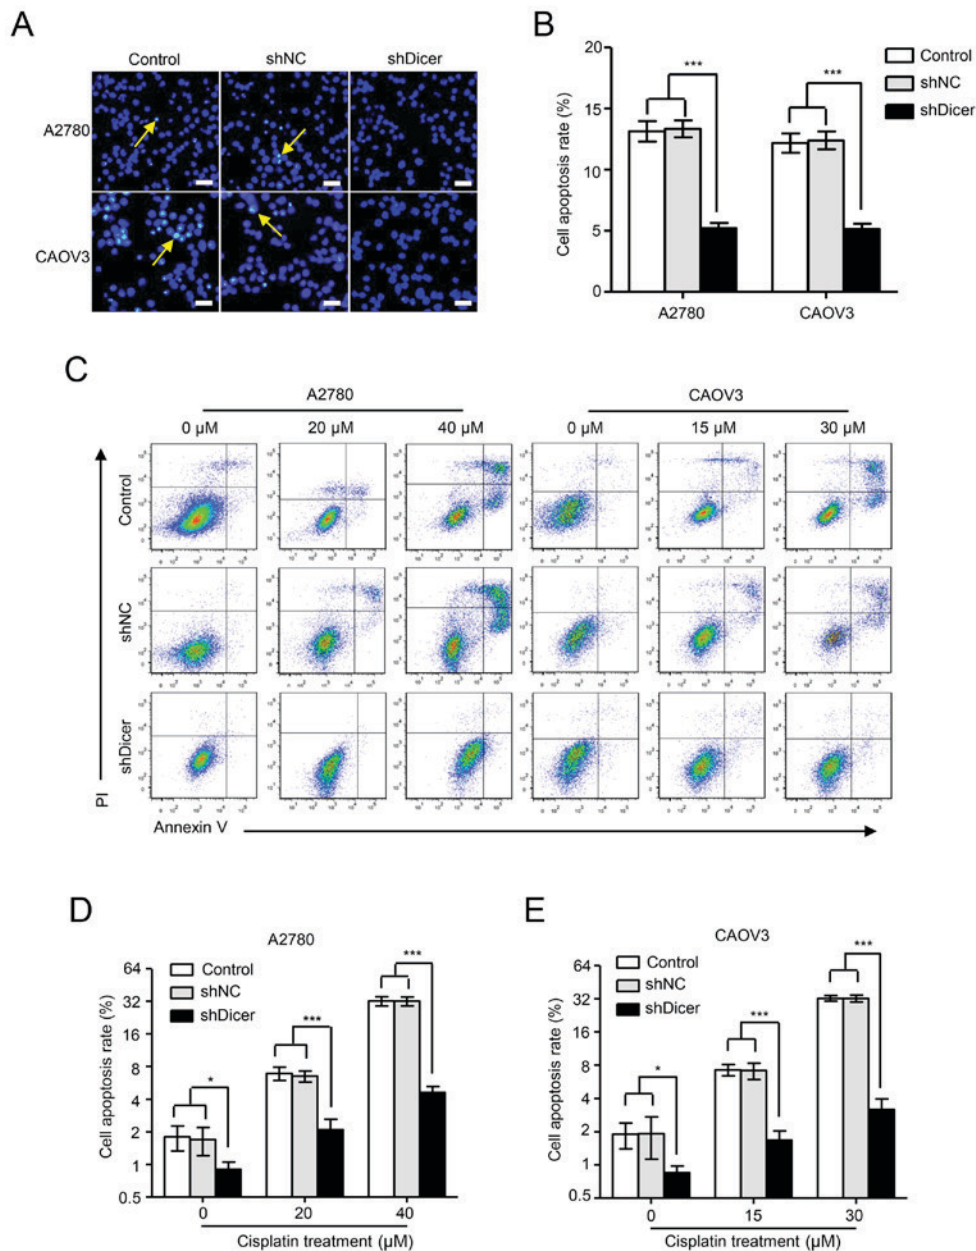 A
Control shNC shDicer
A2780
CAOV3
B
Cell apoptosis rate (%)
20
15
10
5
0
***
***
Control
shNC
shDicer
A2780 CAOV3
C
A2780 CAOV3
0 μM 20 μM 40 μM 0 μM 15 μM 30 μM
Control
shNC
shDicer
PI
Annexin V
D
A2780
Cell apoptosis rate (%)
64
32
16
8
4
2
1
0.5
Control
shNC
shDicer
*
***
***
0 20 40
Cisplatin treatment (μM)
E
CAOV3
Cell apoptosis rate (%)
64
32
16
8
4
2
1
0.5
Control
shNC
shDicer
*
***
***
0 15 30
Cisplatin treatment (μM)